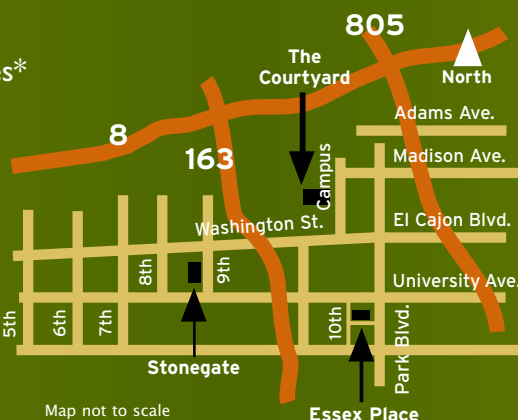 805
The
Courtyard
North
es*
Adams Ave.
8
163
Madison Ave.
Campus
Washington St.
El Cajon Blvd.
8th
9th
University Ave.
5th
6th
7th
10th
Park Blvd.
Stonegate
Map not to scale
Essex Place